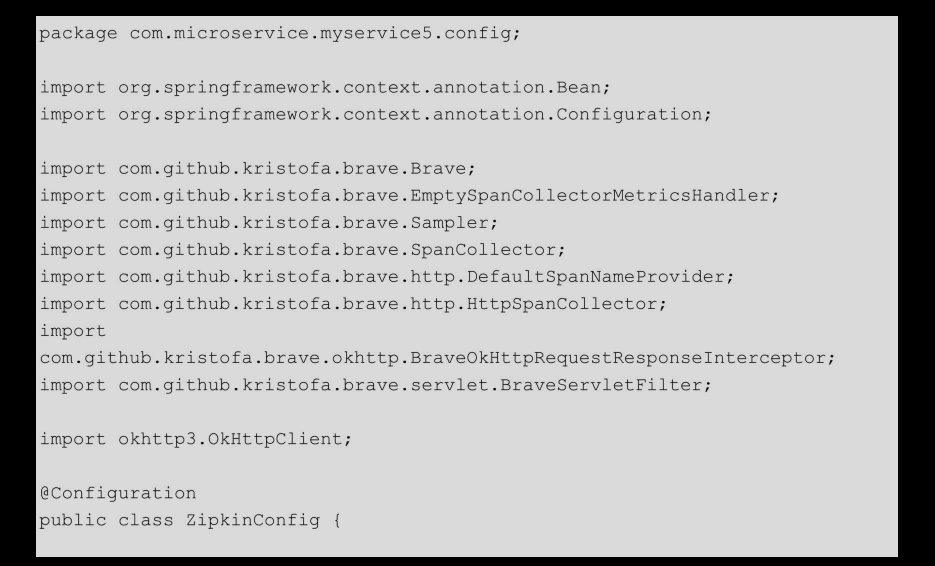 package com.microservice.myservice5.config;
import org.springframework.context.annotation.Bean;
import org.springframework.context.annotation.Configuration;
import com.github.kristofa.brave.Brave;
import com.github.kristofa.brave.EmptySpanCollectorMetricsHandler;
import com.github.kristofa.brave.Sampler;
import com.github.kristofa.brave.SpanCollector;
import com.github.kristofa.brave.http.DefaultSpanNameProvider;
import com.github.kristofa.brave.http.HttpSpanCollector;
import
com.github.kristofa.brave.okhttp.BraveOkHttpRequestResponseInterceptor;
import com.github.kristofa.brave.servlet.BraveServletFilter;
import okhttp3.OkHttpClient;
@Configuration
public class ZipkinConfig {